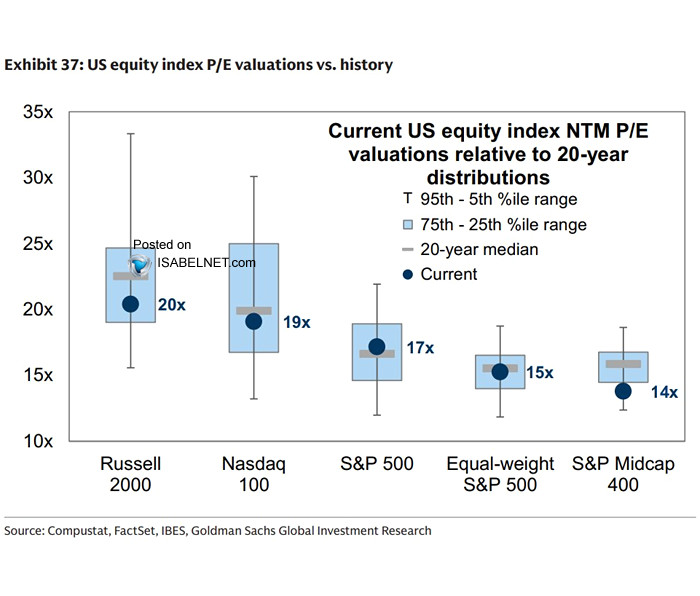 Exhibit 37: US equity index P/E valuations vs. history
35x
30x
25x
20x
15x
10x
Current US equity index NTM P/E
valuations relative to 20-year
distributions
95th - 5th %ile range
75th - 25th %ile range
20-year median
Current
Posted on
ISABELNET.com
20x
19x
17x
15x
14x
Russell
2000
Nasdaq
100
S&P 500
Equal-weight
S&P 500
S&P Midcap
400
Source: Compustat, FactSet, IBES, Goldman Sachs Global Investment Research